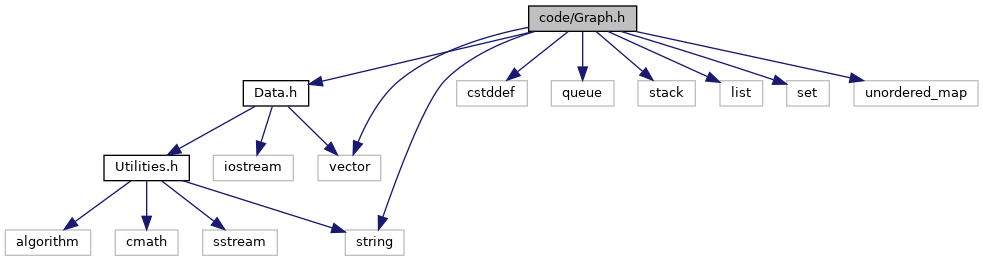 code/Graph.h
Data.h
cstddef
queue
stack
list
set
unordered_map
Utilities.h
iostream
vector
algorithm
cmath
sstream
string